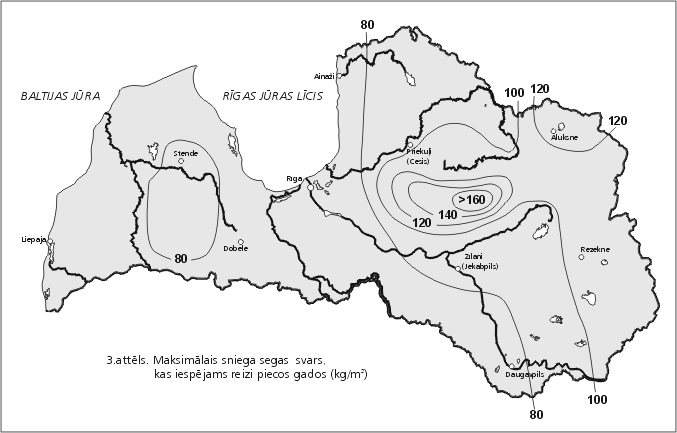 80
Ainaži
BALTIJAS JŪRA
RĪGAS JŪRAS LĪCIS
100
120
120
Alūksne
Stende
Priekuļi
(Cēsis)
Rīga
>160
140
120
Liepāja
Dobele
80
Zīlāni
(Jēkabpils)
Rēzekne
3.attēls. Maksimālais sniega segas svars,
kas iespējams reizi piecos gados (kg/m²)
Daugavpils
100
80